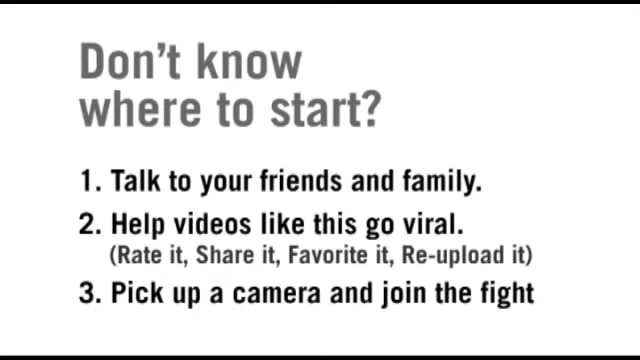 Don't know
where to start?
1. Talk to your friends and family.
2. Help videos like this go viral.
(Rate it, Share it, Favorite it, Re-upload it)
3. Pick up a camera and join the fight